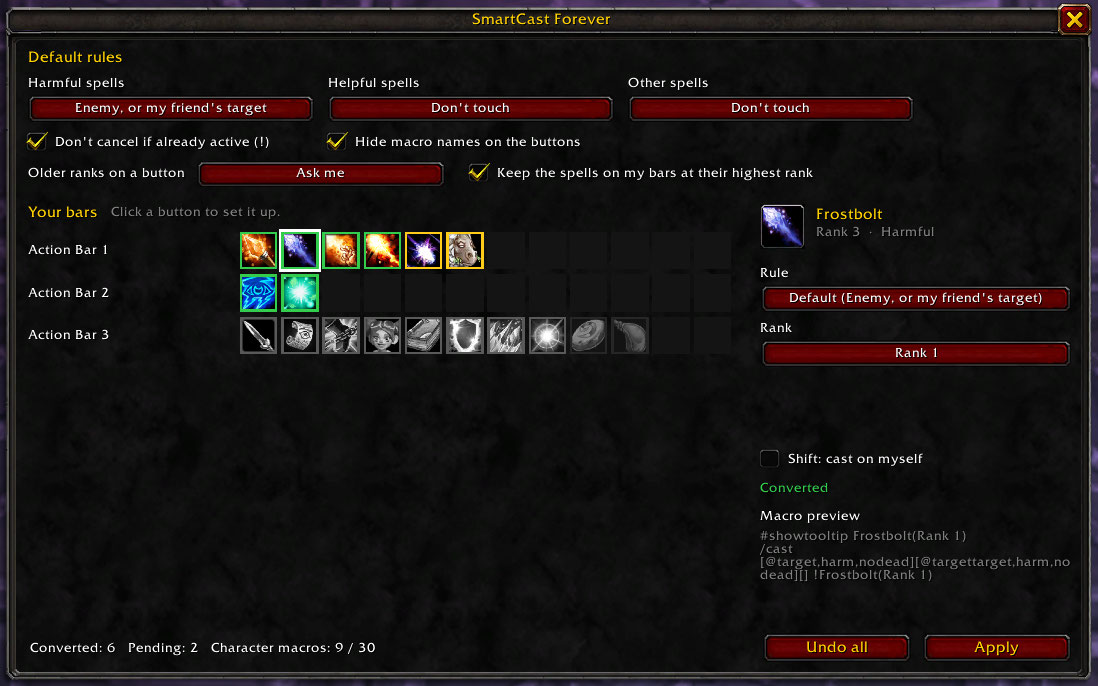 SmartCast Forever
Default rules
Harmful spells
Helpful spells
Other spells
Enemy, or my friend's target
Don't touch
Don't touch
Don't cancel if already active (!)
Hide macro names on the buttons
Older ranks on a button
Ask me
Keep the spells on my bars at their highest rank
Your bars
Click a button to set it up.
Action Bar 1
Action Bar 2
Action Bar 3
Frostbolt
Rank 3 · Harmful
Rule
Default (Enemy, or my friend's target)
Rank
Rank 1
Shift: cast on myself
Converted
Macro preview
#showtooltip Frostbolt(Rank 1)
/cast
[@target,harm,nodead][@targettarget,harm,no
dead][] !Frostbolt(Rank 1)
Converted: 6
Pending: 2
Character macros: 9 / 30
Undo all
Apply